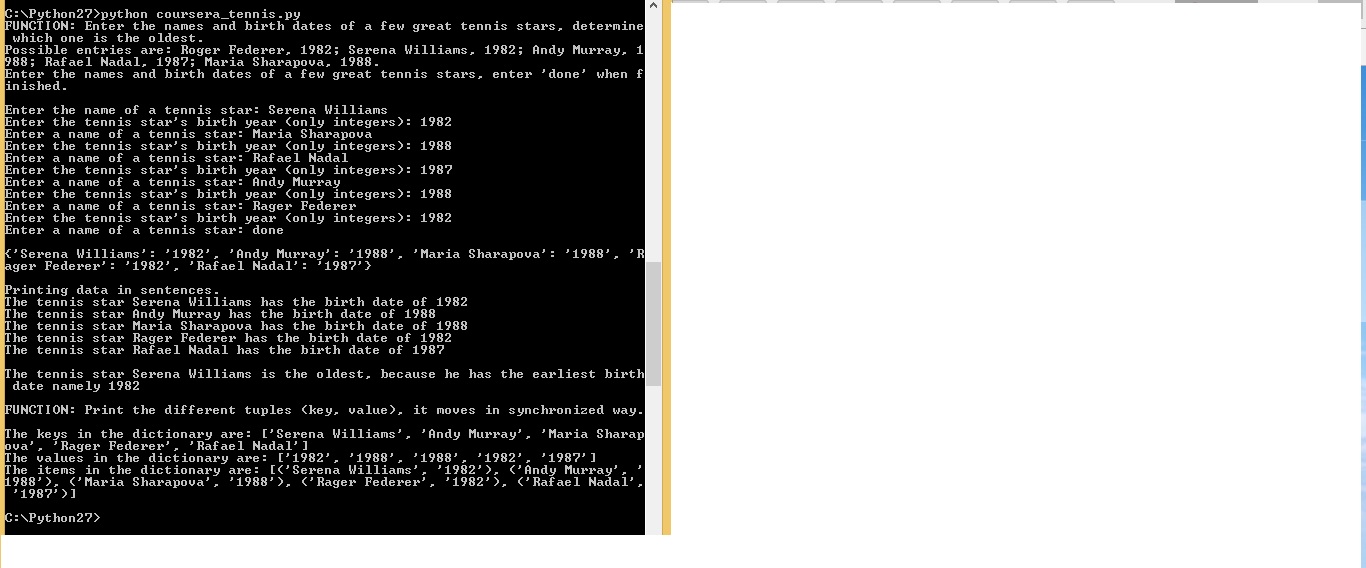 C:\Python27>python coursera_tennis.py
FUNCTION: Enter the names and birth dates of a few great tennis stars, determine
 which one is the oldest.
Possible entries are: Roger Federer, 1982; Serena Williams, 1982; Andy Murray, 1
988; Rafael Nadal, 1987; Maria Sharapova, 1988.
Enter the names and birth dates of a few great tennis stars, enter 'done' when f
inished.
Enter the name of a tennis star: Serena Williams
Enter the tennis star's birth year (only integers): 1982
Enter a name of a tennis star: Maria Sharapova
Enter the tennis star's birth year (only integers): 1988
Enter a name of a tennis star: Rafael Nadal
Enter the tennis star's birth year (only integers): 1987
Enter a name of a tennis star: Andy Murray
Enter the tennis star's birth year (only integers): 1988
Enter a name of a tennis star: Rager Federer
Enter the tennis star's birth year (only integers): 1982
Enter a name of a tennis star: done
{'Serena Williams': '1982', 'Andy Murray': '1988', 'Maria Sharapova': '1988', 'R
ager Federer': '1982', 'Rafael Nadal': '1987'}
Printing data in sentences.
The tennis star Serena Williams has the birth date of 1982
The tennis star Andy Murray has the birth date of 1988
The tennis star Maria Sharapova has the birth date of 1988
The tennis star Rager Federer has the birth date of 1982
The tennis star Rafael Nadal has the birth date of 1987
The tennis star Serena Williams is the oldest, because he has the earliest birth
 date namely 1982
FUNCTION: Print the different tuples (key, value), it moves in synchronized way.
The keys in the dictionary are: ['Serena Williams', 'Andy Murray', 'Maria Sharap
ova', 'Rager Federer', 'Rafael Nadal']
The values in the dictionary are: ['1982', '1988', '1988', '1982', '1987']
The items in the dictionary are: [('Serena Williams', '1982'), ('Andy Murray', '
1988'), ('Maria Sharapova', '1988'), ('Rager Federer', '1982'), ('Rafael Nadal',
 '1987')]
C:\Python27>